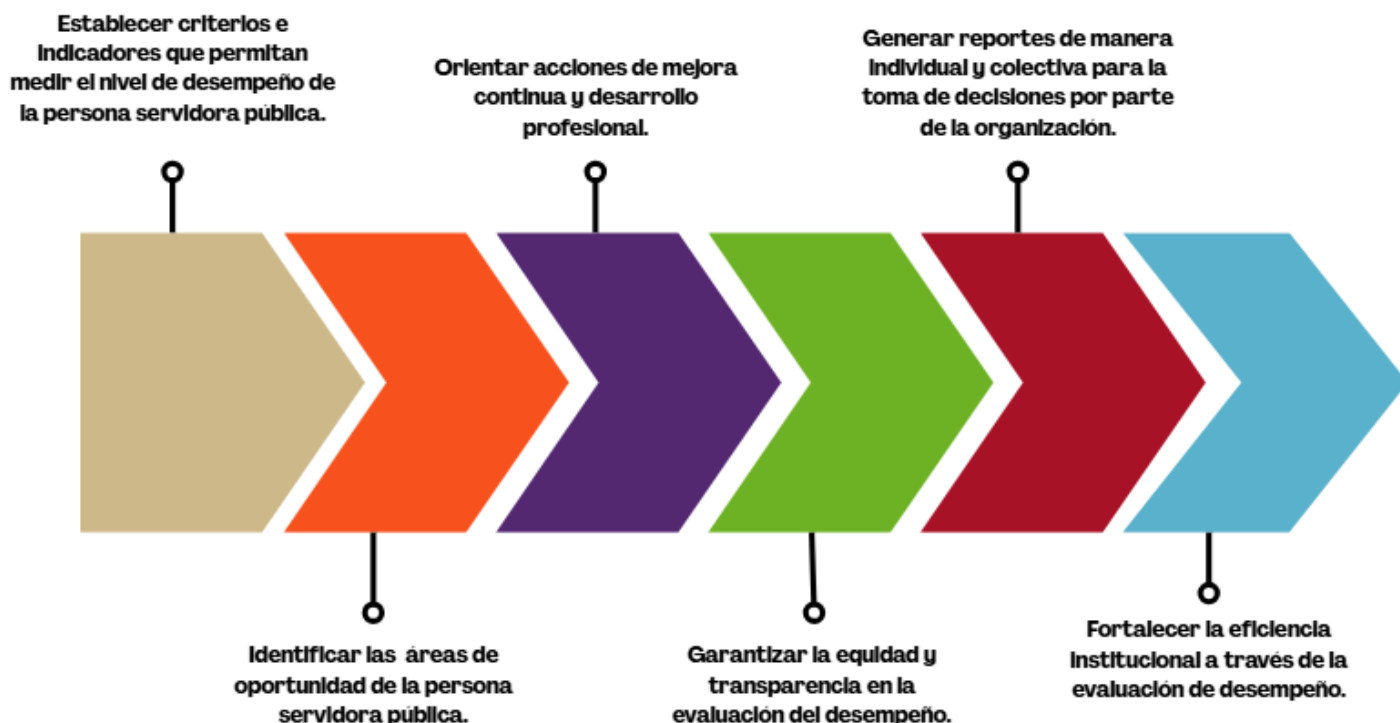 Establecer criterios e
indicadores que permitan
medir el nivel de desempeño de
la persona servidora pública.
Identificar las áreas de
oportunidad de la persona
servidora pública.
Orientar acciones de mejora
continua y desarrollo
profesional.
Garantizar la equidad y
transparencia en la
evaluación del desempeño.
Generar reportes de manera
individual y colectiva para la
toma de decisiones por parte
de la organización.
Fortalecer la eficiencia
institucional a través de la
evaluación de desempeño.